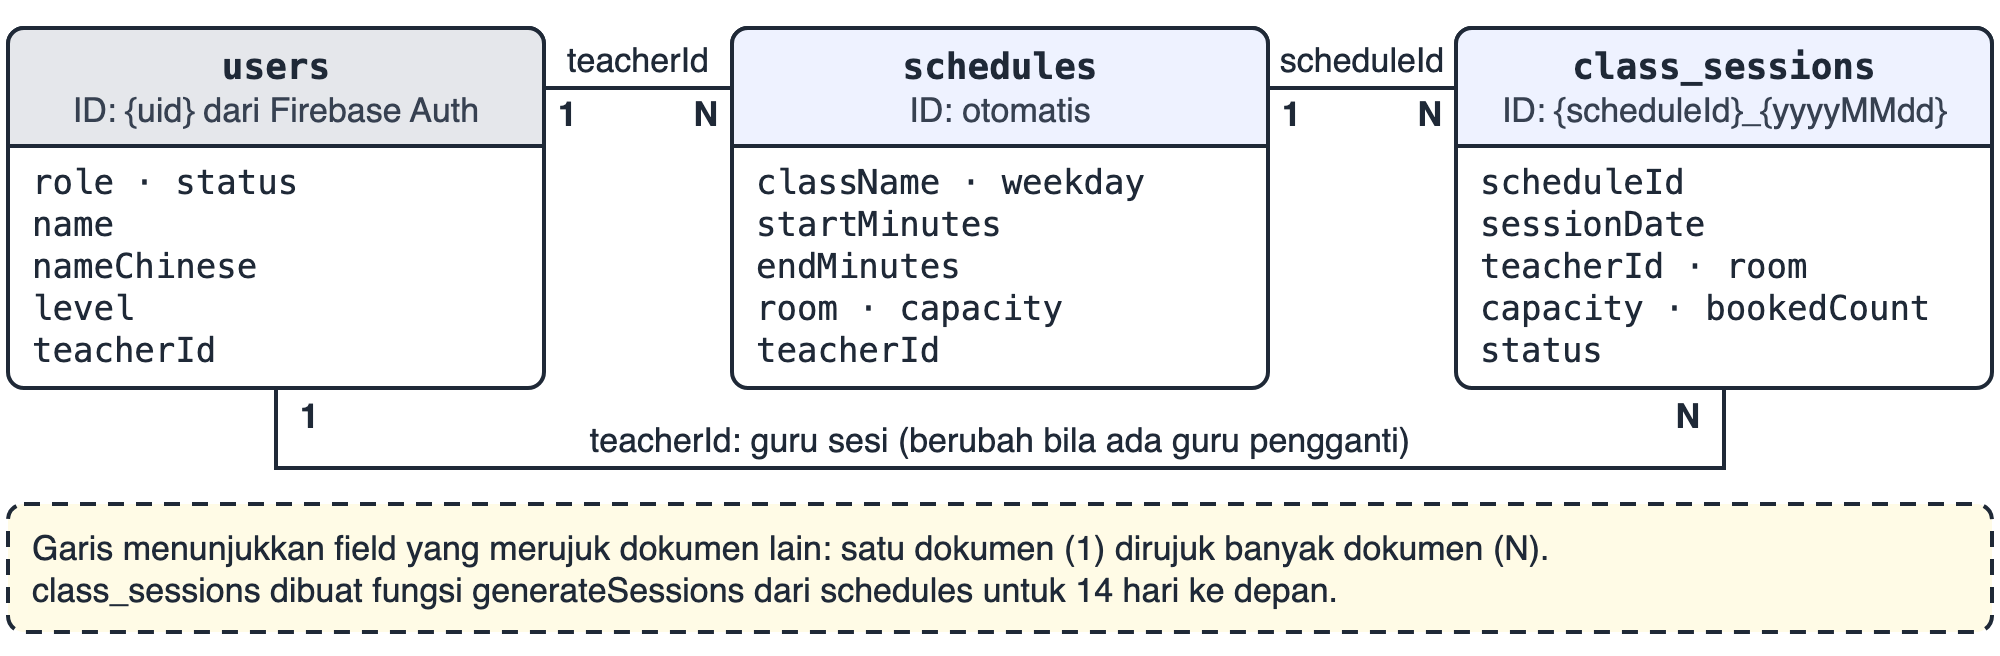 users
ID: {uid} dari Firebase Auth
role · status
name
nameChinese
level
teacherId
teacherId
1 N
schedules
ID: otomatis
className · weekday
startMinutes
endMinutes
room · capacity
teacherId
scheduleId
1 N
class_sessions
ID: {scheduleId}_{yyyyMMdd}
scheduleId
sessionDate
teacherId · room
capacity · bookedCount
status
1 N
teacherId: guru sesi (berubah bila ada guru pengganti)
Garis menunjukkan field yang merujuk dokumen lain: satu dokumen (1) dirujuk banyak dokumen (N).
class_sessions dibuat fungsi generateSessions dari schedules untuk 14 hari ke depan.